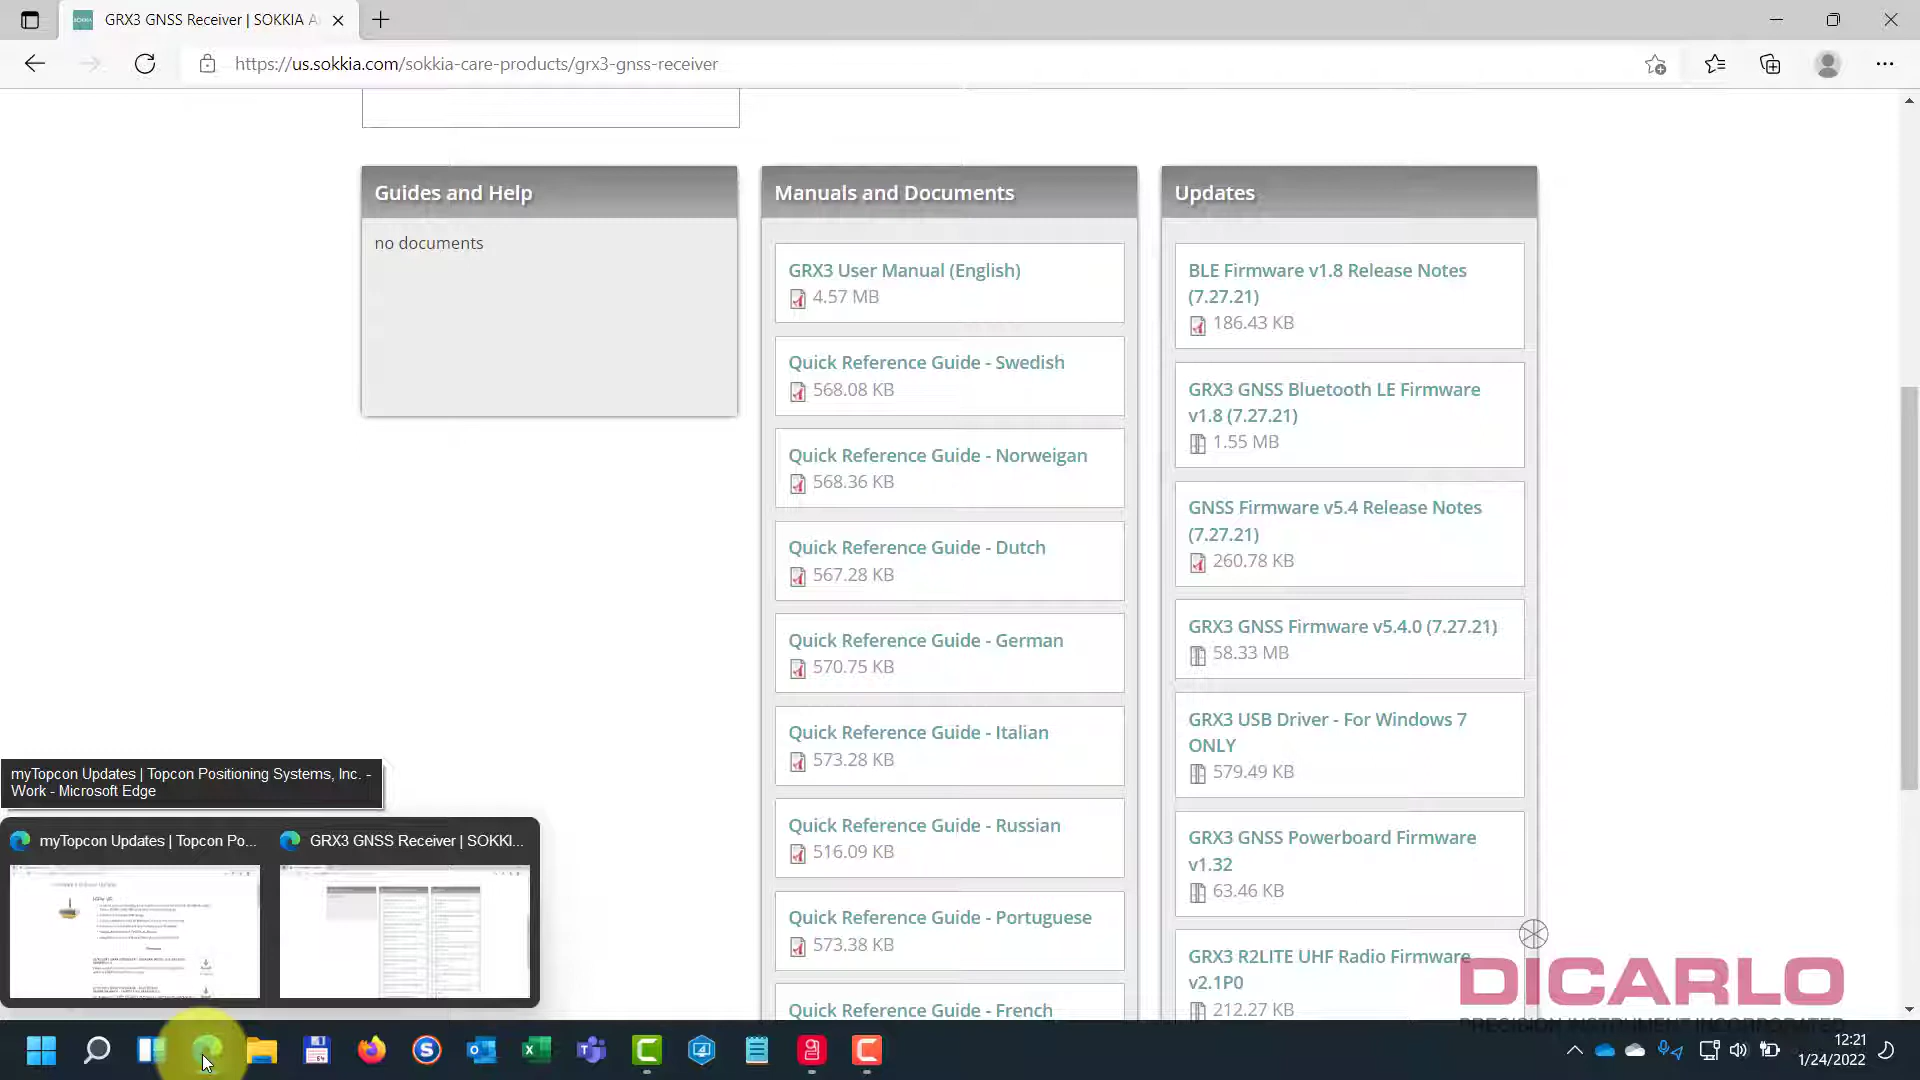 GRX3 GNSS Receiver | SOKKIA A
https://us.sokkia.com/sokkia-care-products/grx3-gnss-receiver
Guides and Help
no documents
Manuals and Documents
GRX3 User Manual (English)
4.57 MB
Quick Reference Guide - Swedish
568.08 KB
Quick Reference Guide - Norweigan
568.36 KB
Quick Reference Guide - Dutch
567.28 KB
Quick Reference Guide - German
570.75 KB
Quick Reference Guide - Italian
573.28 KB
Quick Reference Guide - Russian
516.09 KB
Quick Reference Guide - Portuguese
573.38 KB
Quick Reference Guide - French
Updates
BLE Firmware v1.8 Release Notes
(7.27.21)
186.43 KB
GRX3 GNSS Bluetooth LE Firmware
v1.8 (7.27.21)
1.55 MB
GNSS Firmware v5.4 Release Notes
(7.27.21)
260.78 KB
GRX3 GNSS Firmware v5.4.0 (7.27.21)
58.33 MB
GRX3 USB Driver - For Windows 7
ONLY
579.49 KB
GRX3 GNSS Powerboard Firmware
v1.32
63.46 KB
GRX3 R2LITE UHF Radio Firmware
v2.1P0
212.27 KB
myTopcon Updates | Topcon Positioning Systems, Inc. -
Work - Microsoft Edge
myTopcon Updates | Topcon Po...
GRX3 GNSS Receiver | SOKKI...
DICARLO
PRECISION INSTRUMENT INCORPORATED
12:21
1/24/2022